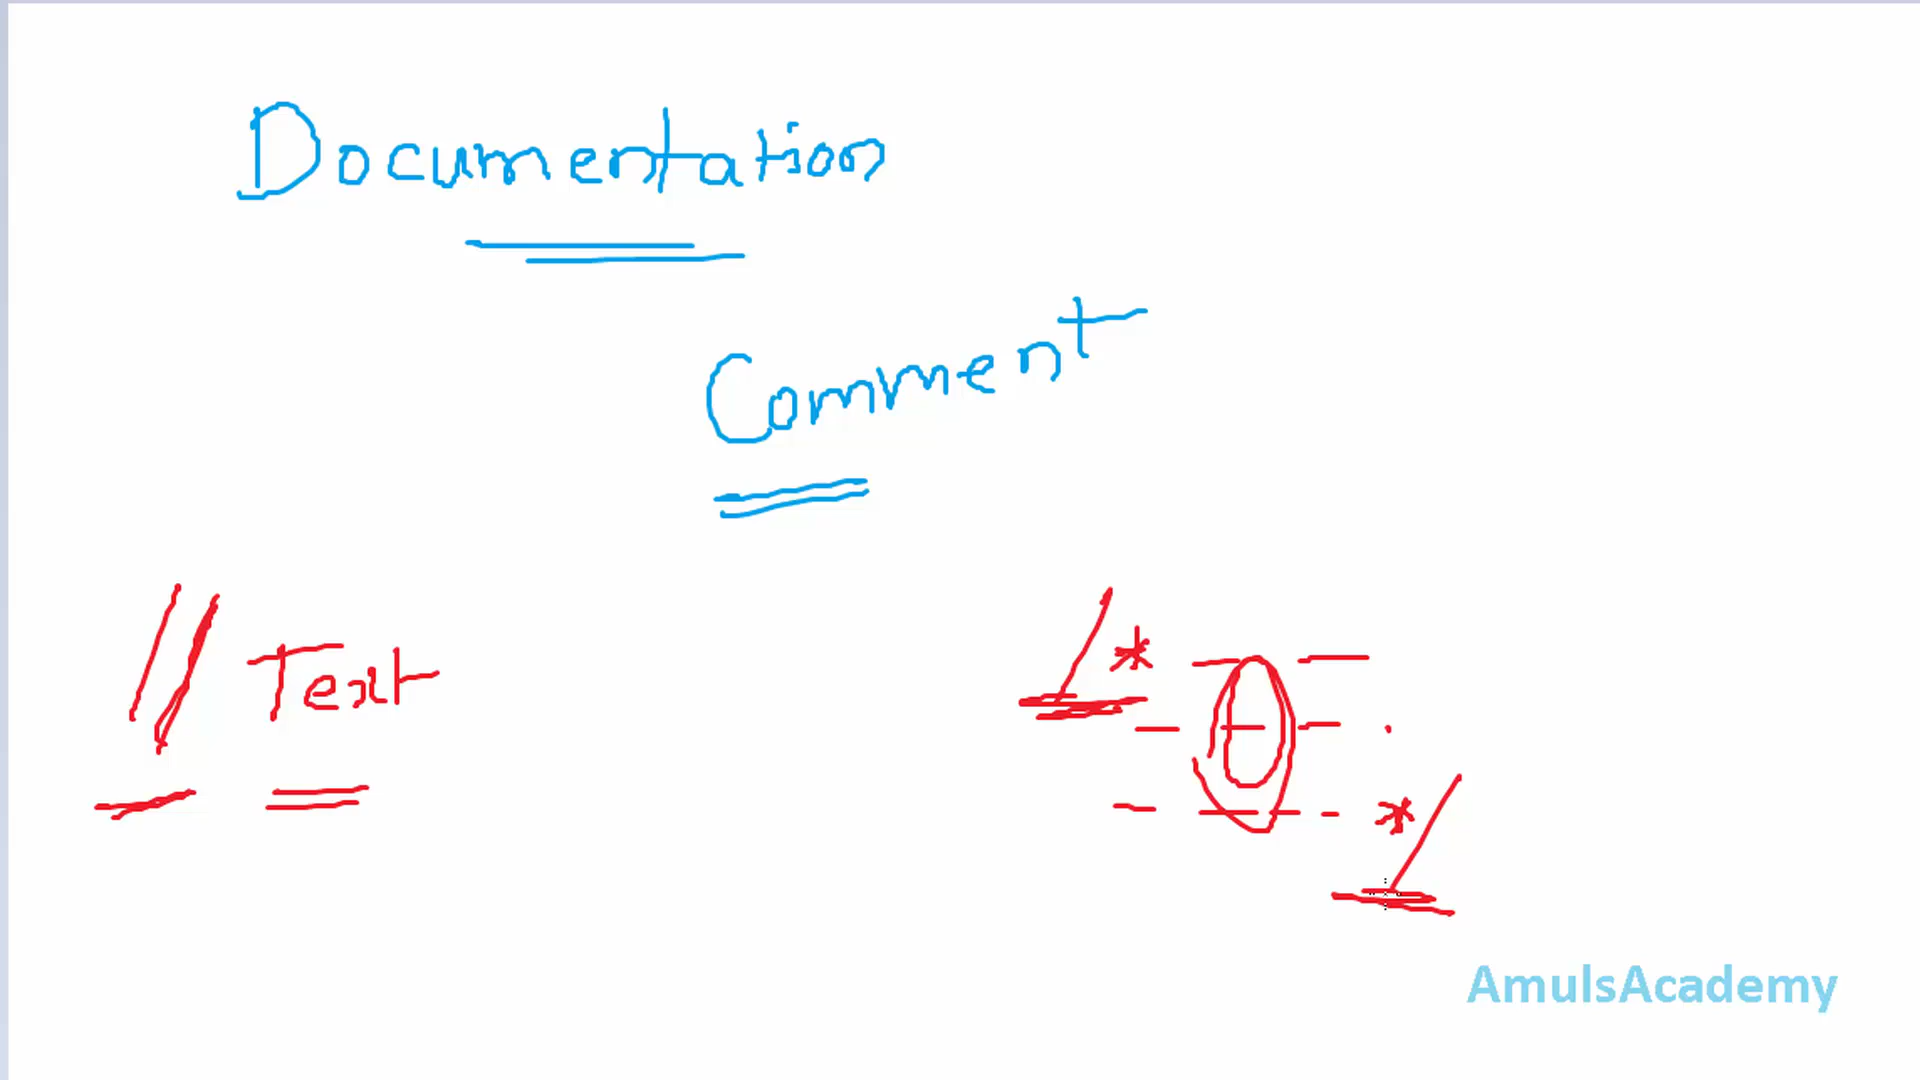 Documentation
Comment
// Text
/* — —
— — — .
— — — - */
AmulsAcademy